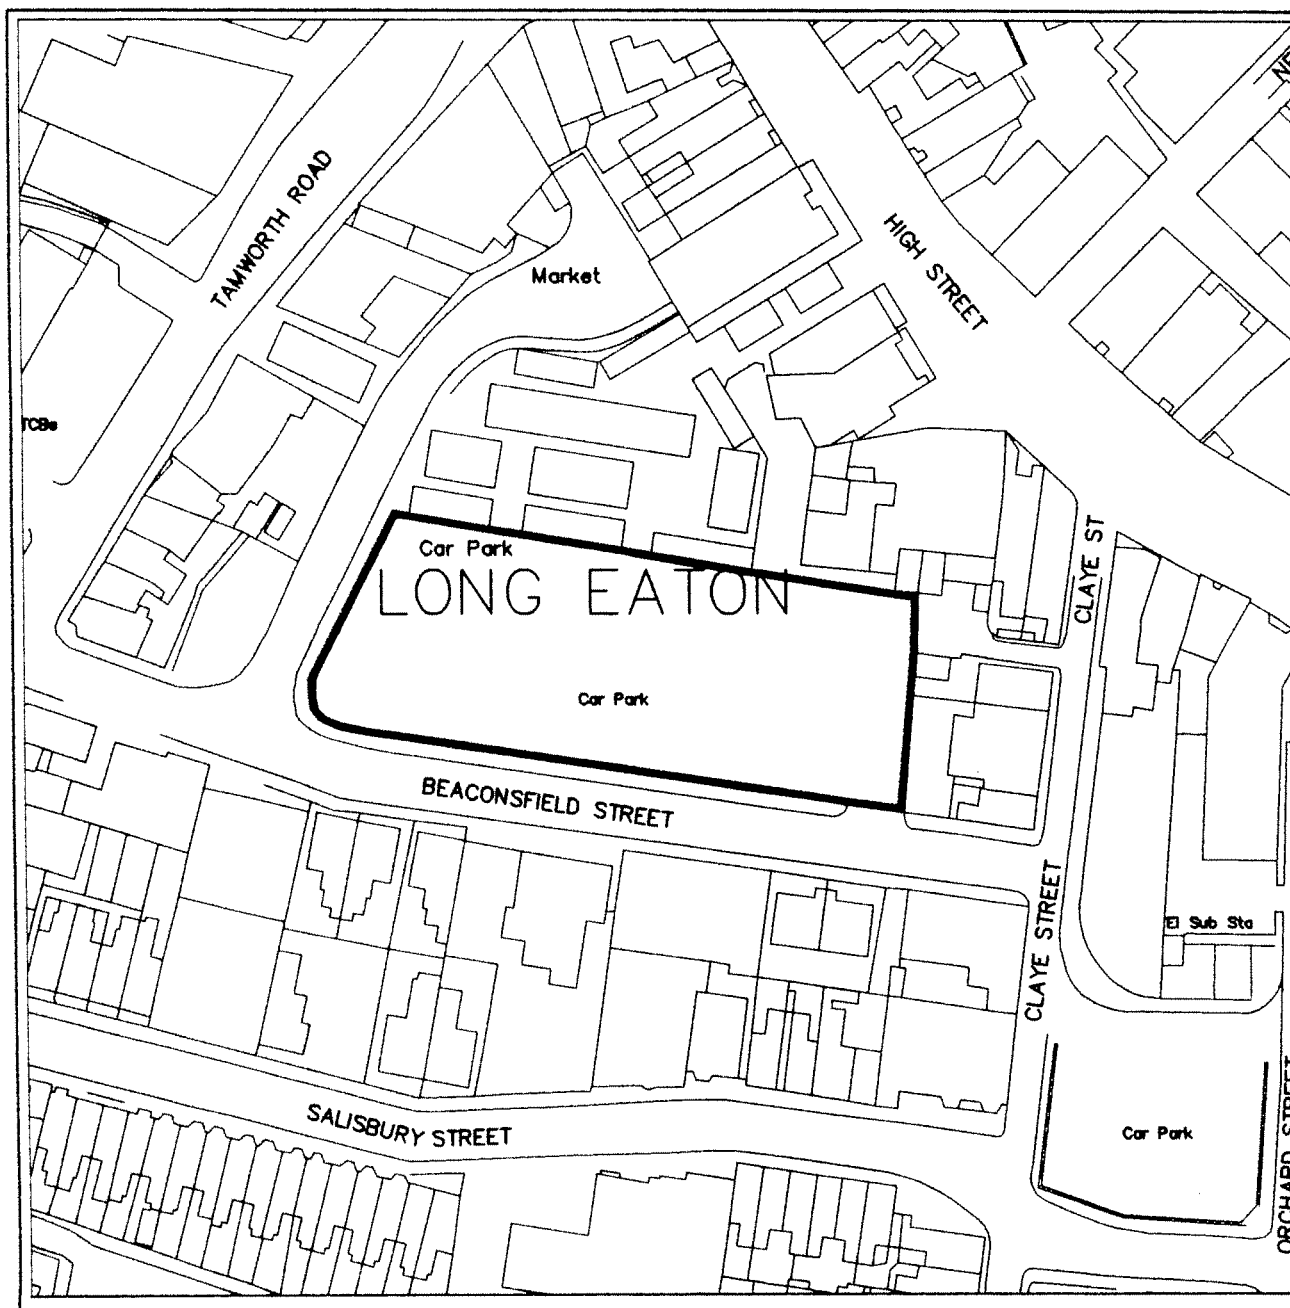 TAMWORTH ROAD
Market
HIGH STREET
TCBs
CLAYE ST
Car Park
LONG EATON
Car Park
BEACONSFIELD STREET
CLAYE STREET
El Sub Sta
SALISBURY STREET
Car Park
ORCHARD STREET